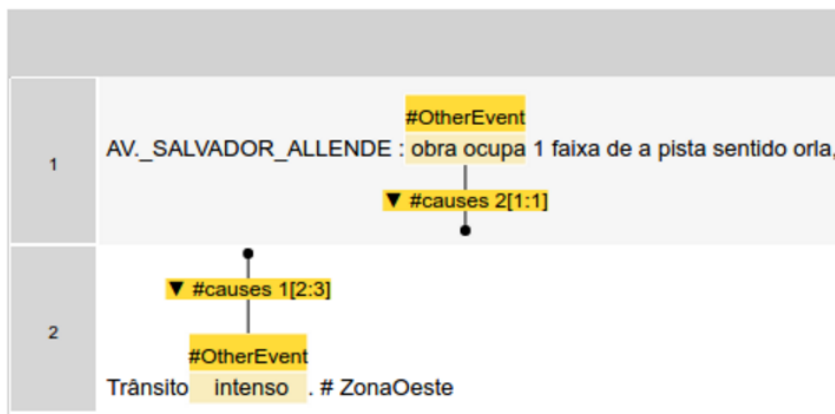 #OtherEvent
1 AV._SALVADOR_ALLENDE : obra ocupa 1 faixa de a pista sentido orla,
▼ #causes 2[1:1]
▼ #causes 1[2:3]
#OtherEvent
2 Trânsito intenso . # ZonaOeste